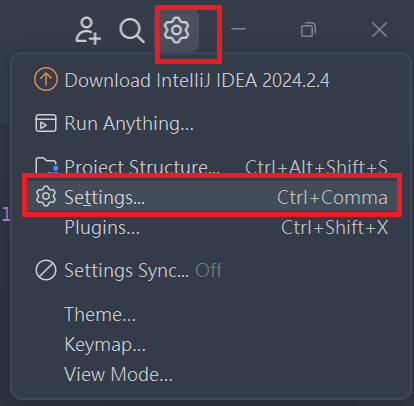 Download IntelliJ IDEA 2024.2.4
Run Anything...
Project Structure... Ctrl+Alt+Shift+S
1
Settings... Ctrl+Comma
Plugins... Ctrl+Shift+X
Settings Sync... Off
Theme...
Keymap...
View Mode...